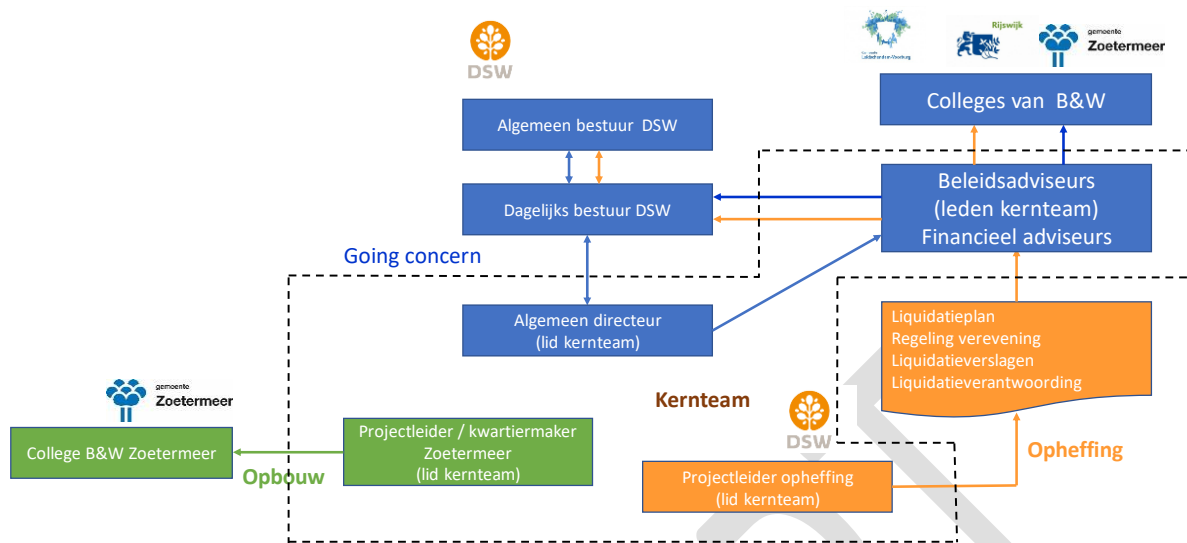 DSW
Rijswijk
gemeente
Zoetermeer
Colleges van B&W
Algemeen bestuur DSW
Beleidsadviseurs
(leden kernteam)
Financieel adviseurs
Dagelijks bestuur DSW
Going concern
Algemeen directeur
(lid kernteam)
Liquidatieplan
Regeling verevening
Liquidatieverslagen
Liquidatieverantwoording
gemeente
Zoetermeer
Kernteam
DSW
College B&W Zoetermeer
Projectleider / kwartiermaker
Zoetermeer
(lid kernteam)
Opbouw
Opheffing
Projectleider opheffing
(lid kernteam)